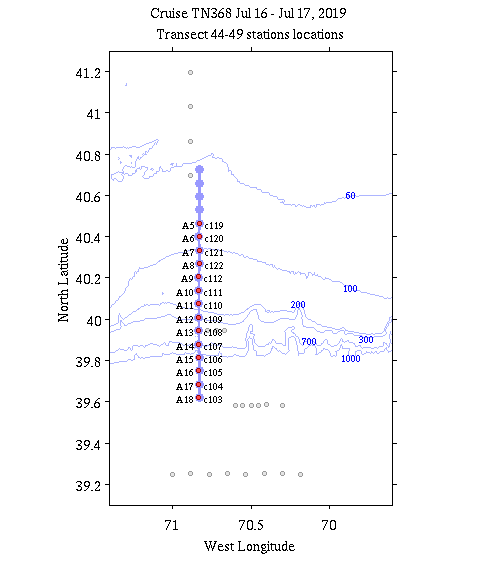 Cruise TN368 Jul 16 - Jul 17, 2019
Transect 44-49 stations locations
41.2
41
40.8
40.6
40.4
40.2
40
39.8
39.6
39.4
39.2
North Latitude
60
100
200
300
700
1000
A5 c119
A6 c120
A7 c121
A8 c122
A9 c112
A10 c111
A11 c110
A12 c109
A13 c108
A14 c107
A15 c106
A16 c105
A17 c104
A18 c103
71 70.5 70
West Longitude